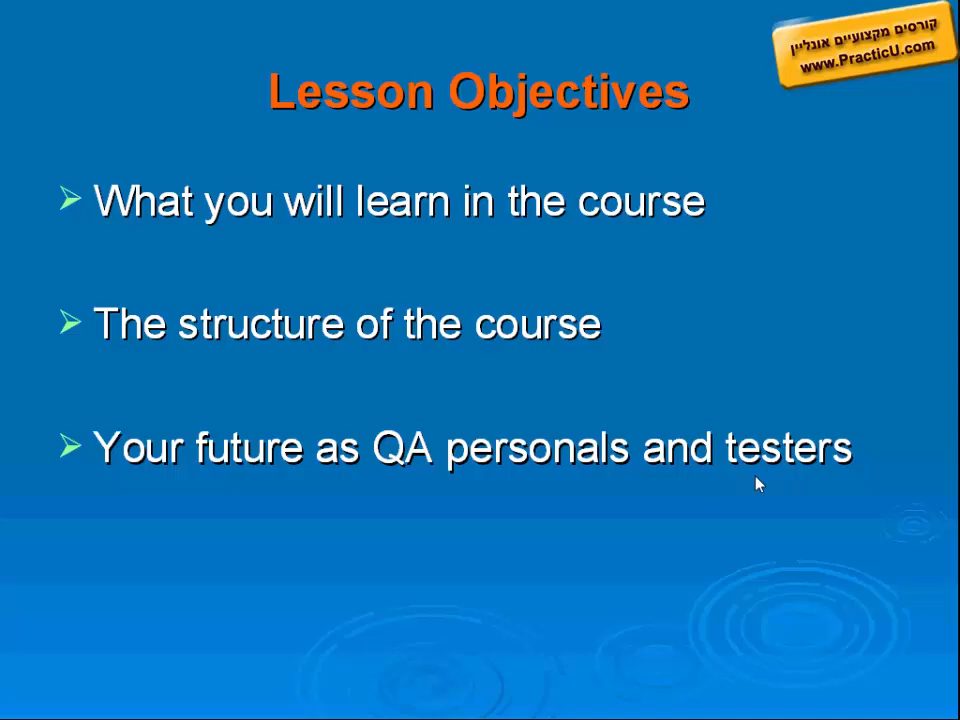 קורסים מקצועיים אונליין
www.PracticU.com
Lesson Objectives
What you will learn in the course
The structure of the course
Your future as QA personals and testers